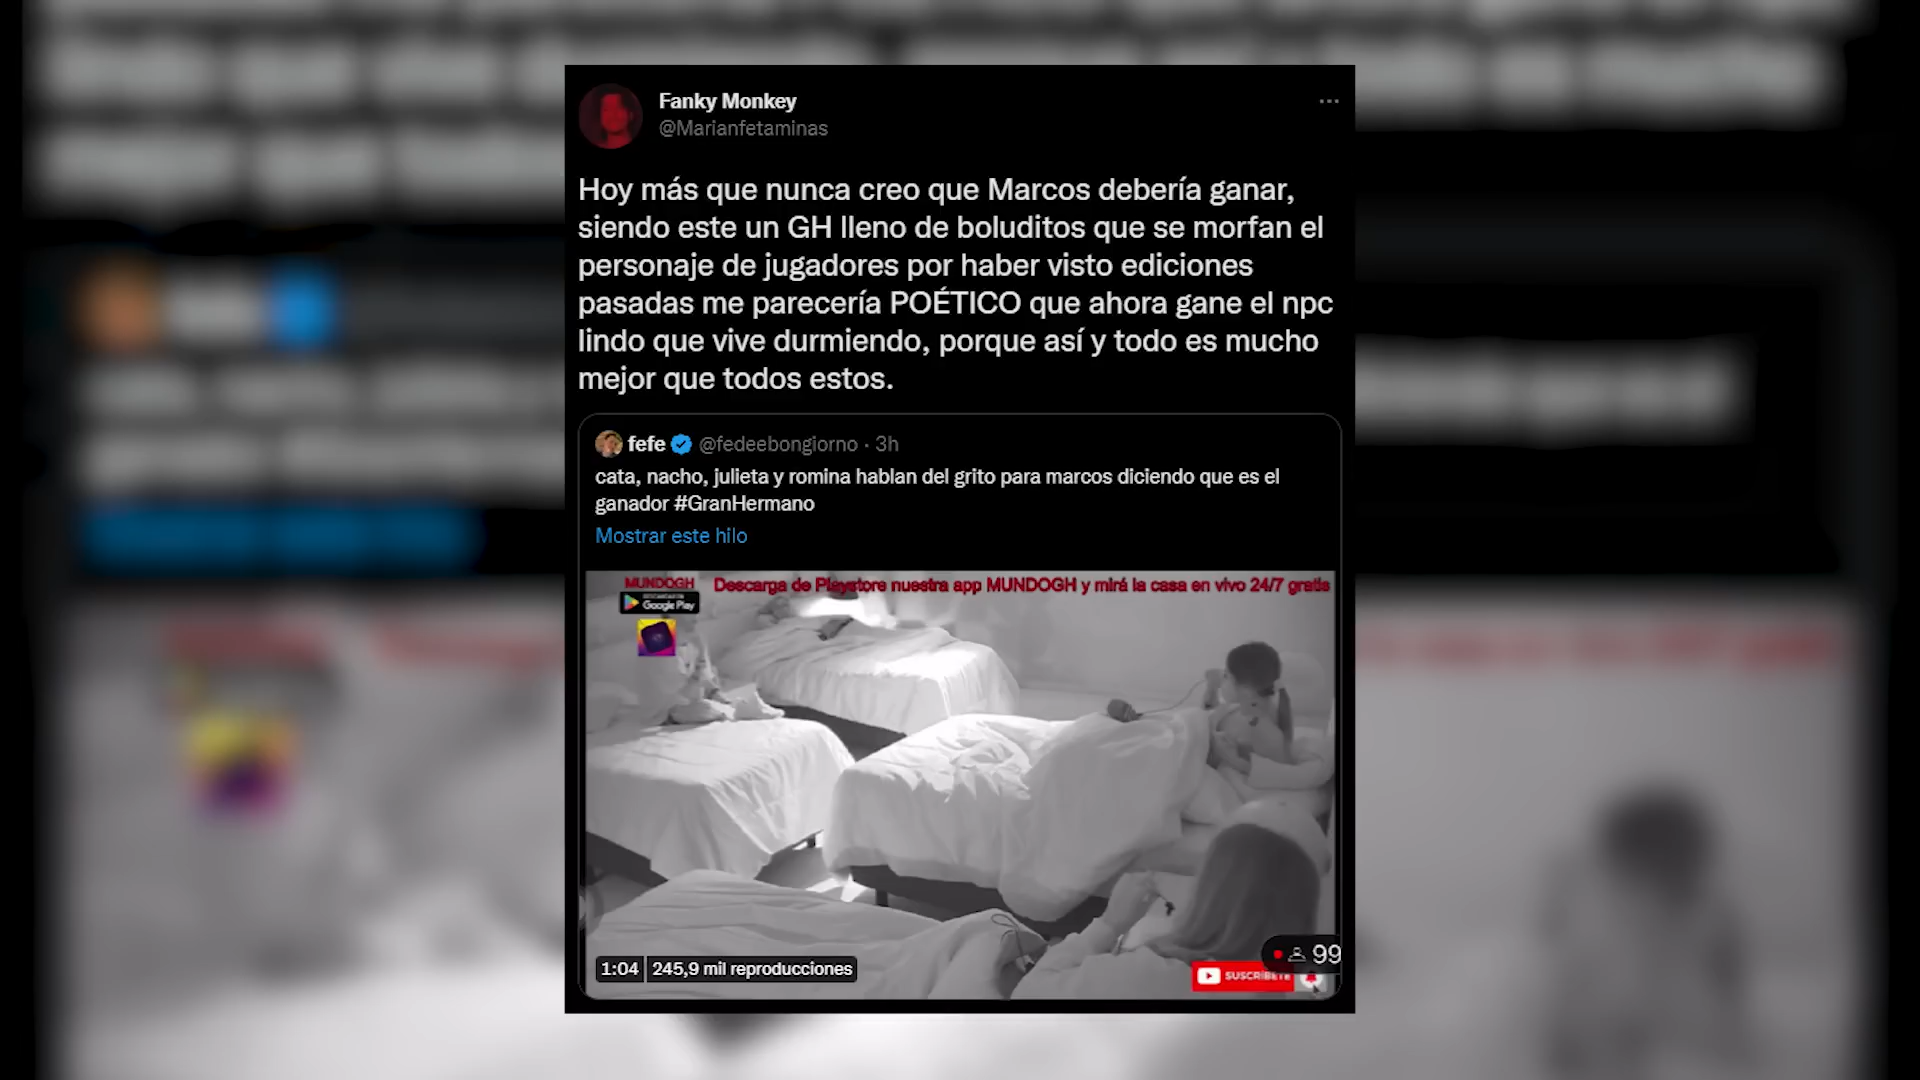 Fanky Monkey
@Marianfetaminas
Hoy más que nunca creo que Marcos debería ganar,
siendo este un GH lleno de boluditos que se morfan el
personaje de jugadores por haber visto ediciones
pasadas me parecería POÉTICO que ahora gane el npc
lindo que vive durmiendo, porque así y todo es mucho
mejor que todos estos.
fefe @fedeebongiorno · 3h
cata, nacho, julieta y romina hablan del grito para marcos diciendo que es el
ganador #GranHermano
Mostrar este hilo
MUNDOGH
Descarga de Playstore nuestra app MUNDOGH y mirá la casa en vivo 24/7 gratis
Google Play
99
1:04
245,9 mil reproducciones
SUSCRÍBETE